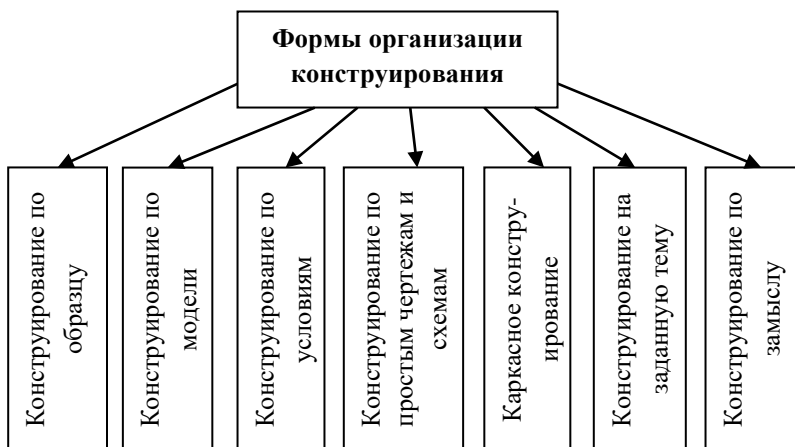 Формы организации
конструирования
Конструирование по
образцу
Конструирование по
модели
Конструирование по
условиям
Конструирование по
простым чертежам и
схемам
Каркасное констру-
ирование
Конструирование на
заданную тему
Конструирование по
замыслу